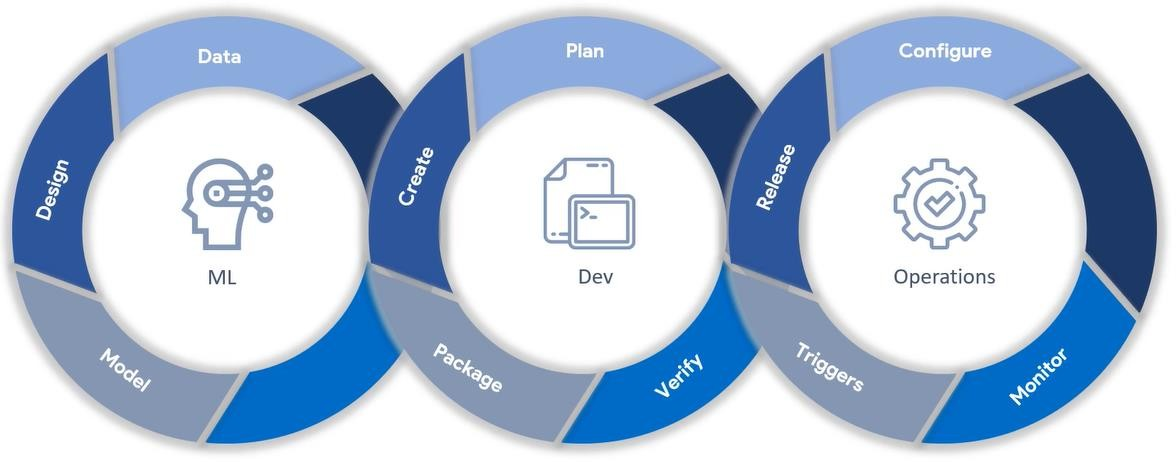 Data
Design
Model
ML
Plan
Create
Package
Verify
Dev
Configure
Release
Triggers
Monitor
Operations